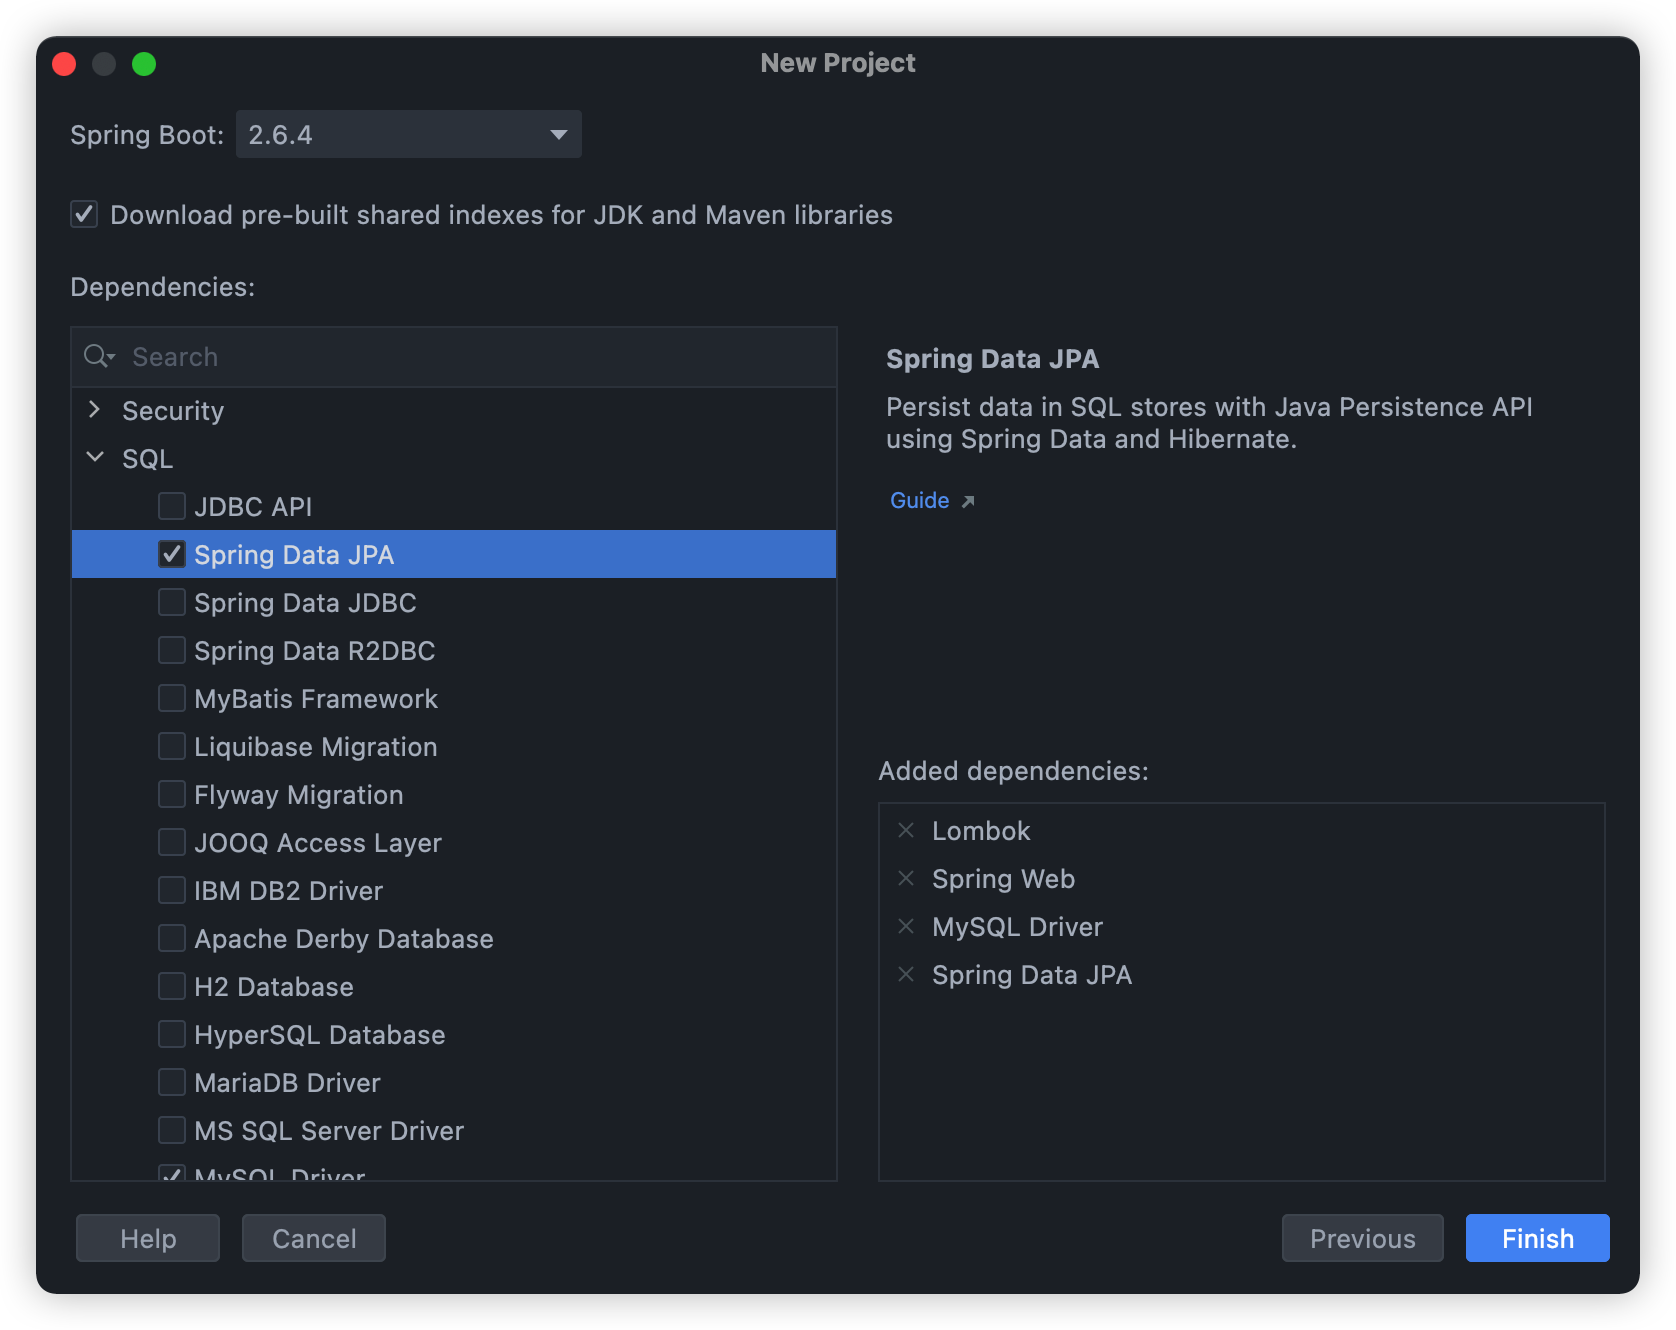 New Project
Spring Boot:
2.6.4
Download pre-built shared indexes for JDK and Maven libraries
Dependencies:
Search
Security
SQL
JDBC API
Spring Data JPA
Spring Data JDBC
Spring Data R2DBC
MyBatis Framework
Liquibase Migration
Flyway Migration
JOOQ Access Layer
IBM DB2 Driver
Apache Derby Database
H2 Database
HyperSQL Database
MariaDB Driver
MS SQL Server Driver
MySQL Driver
Spring Data JPA
Persist data in SQL stores with Java Persistence API
using Spring Data and Hibernate.
Guide
Added dependencies:
Lombok
Spring Web
MySQL Driver
Spring Data JPA
Help
Cancel
Previous
Finish